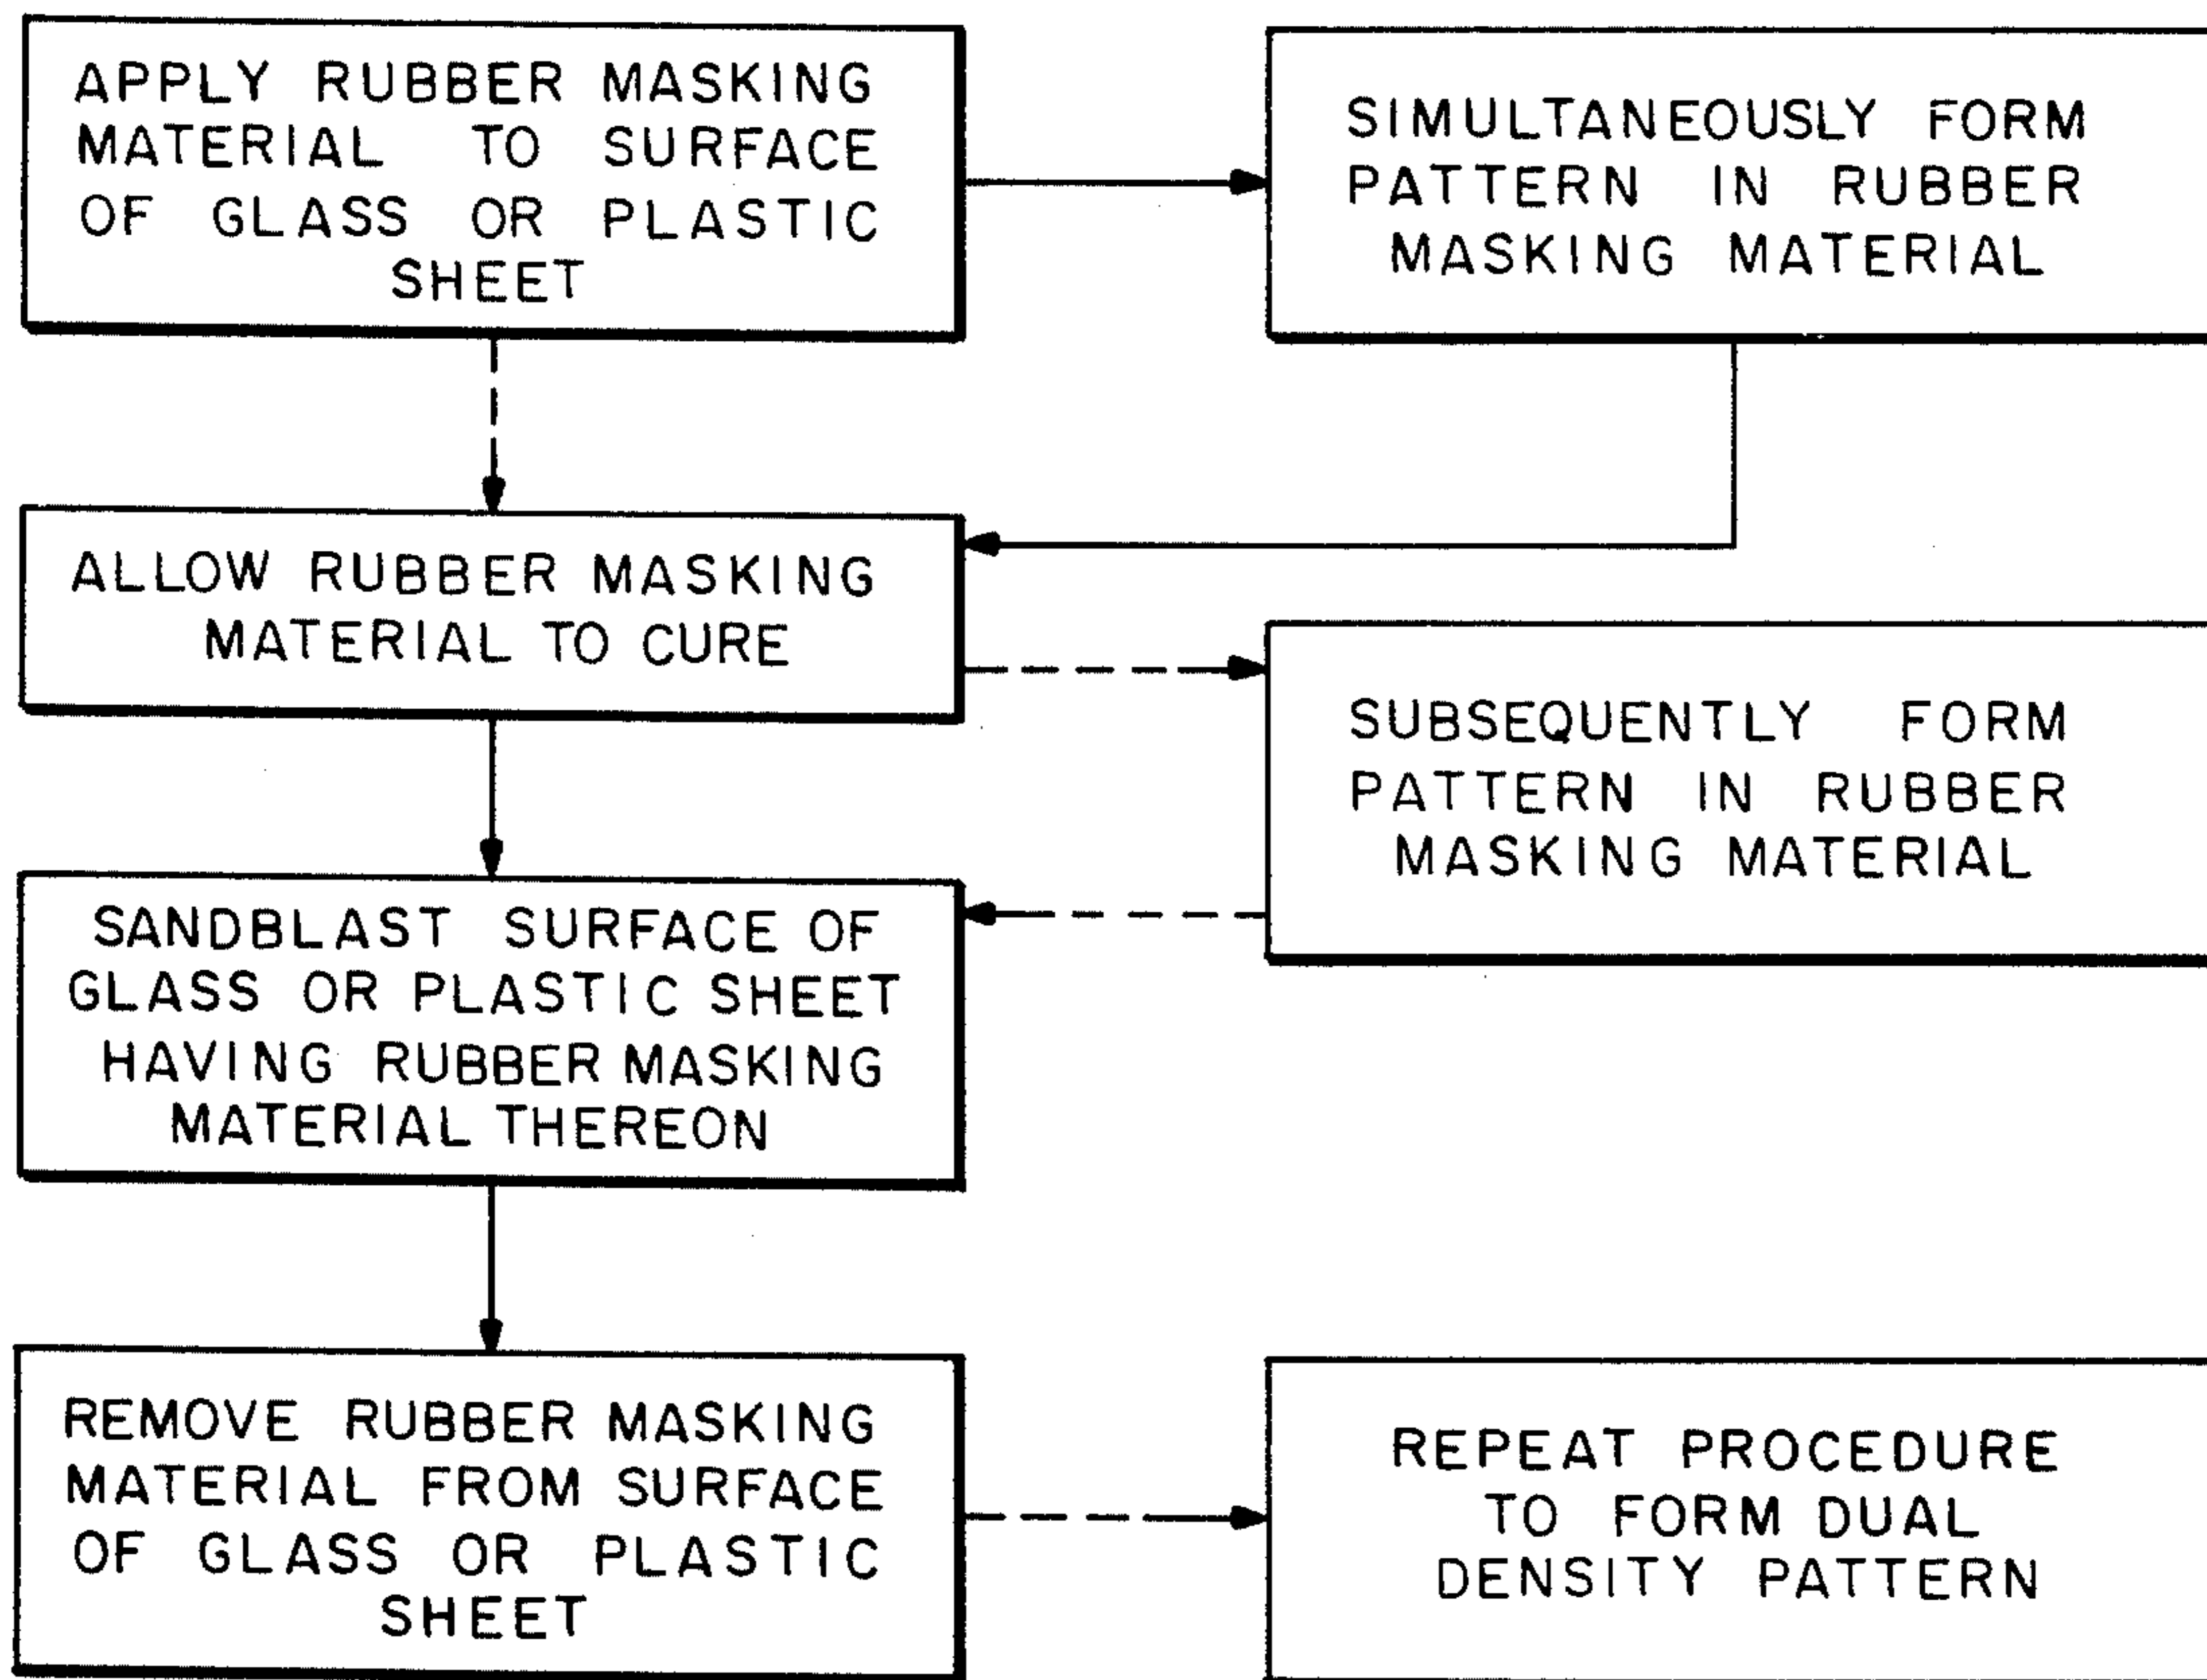 APPLY RUBBER MASKING
MATERIAL TO SURFACE
OF GLASS OR PLASTIC
SHEET
SIMULTANEOUSLY FORM
PATTERN IN RUBBER
MASKING MATERIAL
ALLOW RUBBER MASKING
MATERIAL TO CURE
SUBSEQUENTLY FORM
PATTERN IN RUBBER
MASKING MATERIAL
SANDBLAST SURFACE OF
GLASS OR PLASTIC SHEET
HAVING RUBBER MASKING
MATERIAL THEREON
REMOVE RUBBER MASKING
MATERIAL FROM SURFACE
OF GLASS OR PLASTIC
SHEET
REPEAT PROCEDURE
TO FORM DUAL
DENSITY PATTERN